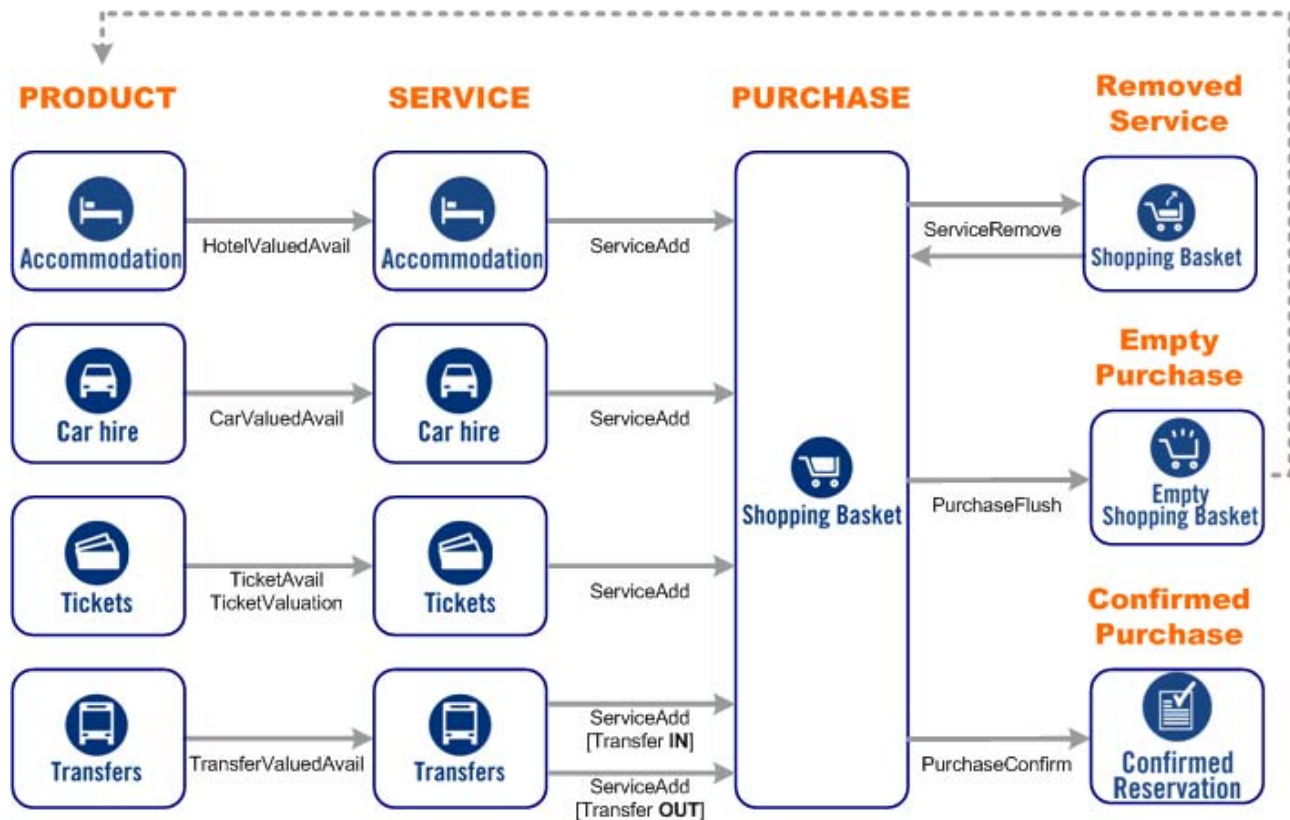 PRODUCT
SERVICE
PURCHASE
Removed
Service
Accommodation
HotelValuedAvail
Accommodation
ServiceAdd
ServiceRemove
Shopping Basket
Car hire
CarValuedAvail
Car hire
ServiceAdd
Shopping Basket
Empty
Purchase
PurchaseFlush
Empty
Shopping Basket
Tickets
TicketAvail
TicketValuation
Tickets
ServiceAdd
Confirmed
Purchase
Transfers
TransferValuedAvail
Transfers
ServiceAdd
[Transfer IN]
ServiceAdd
[Transfer OUT]
PurchaseConfirm
Confirmed
Reservation